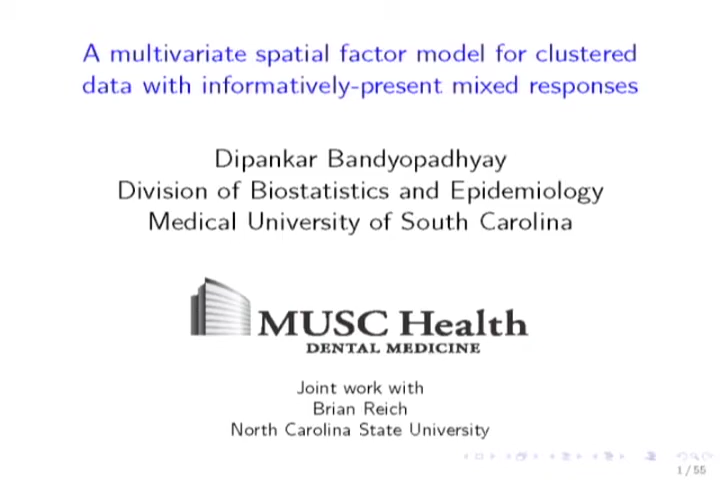 A multivariate spatial factor model for clustered
data with informatively-present mixed responses
Dipankar Bandyopadhyay
Division of Biostatistics and Epidemiology
Medical University of South Carolina
MUSC Health
DENTAL MEDICINE
Joint work with
Brian Reich
North Carolina State University
1 / 55